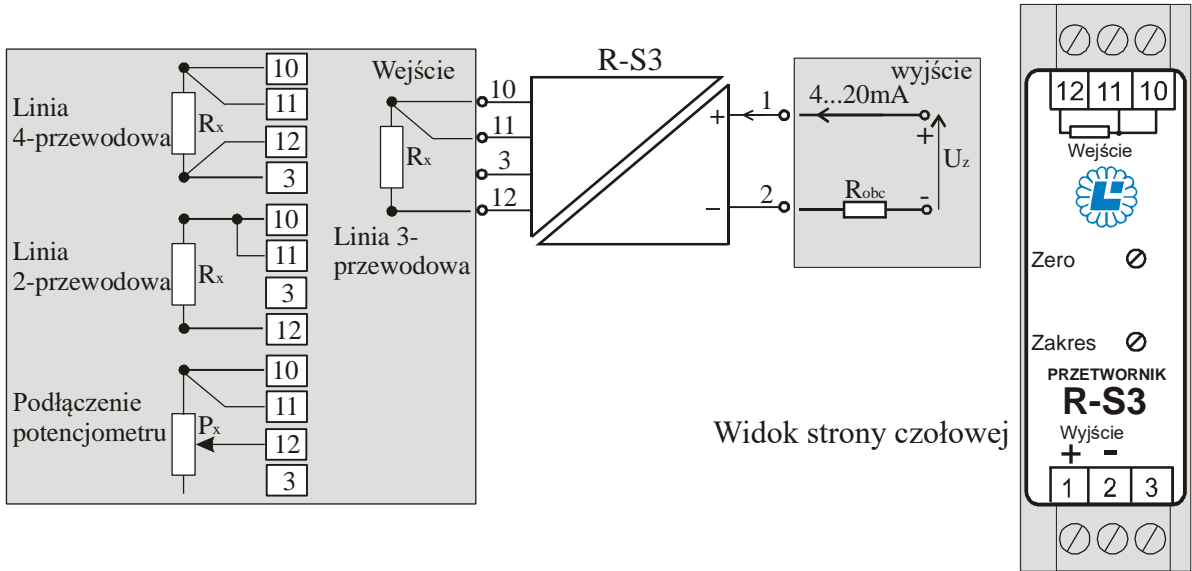 Linia
4-przewodowa
Rx
10
11
12
3
Linia
2-przewodowa
Rx
10
11
3
12
Podłączenie
potencjometru
Px
10
11
12
3
Wejście
Rx
Linia 3-
przewodowa
10
11
3
12
R-S3
+
–
1
2
wyjście
4...20mA
+
Uz
Robc
-
Widok strony czołowej
12 11 10
Wejście
Zero
Zakres
PRZETWORNIK
R-S3
Wyjście
+ -
1 2 3